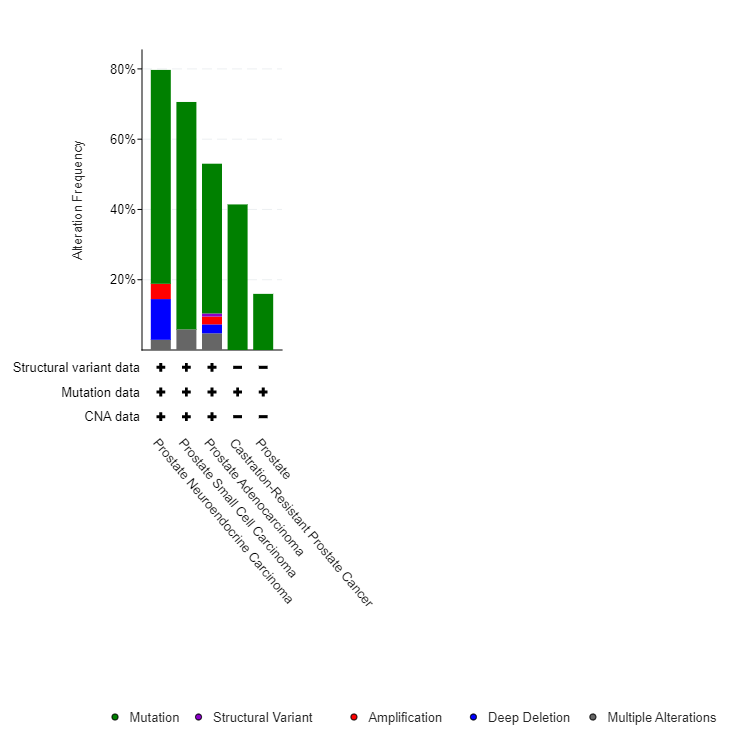 80%
60%
40%
20%
Alteration Frequency
Structural variant data
Mutation data
CNA data
Prostate Neuroendocrine Carcinoma
Prostate Small Cell Carcinoma
Prostate Adenocarcinoma
Castration-Resistant Prostate Cancer
Prostate
Mutation
Structural Variant
Amplification
Deep Deletion
Multiple Alterations